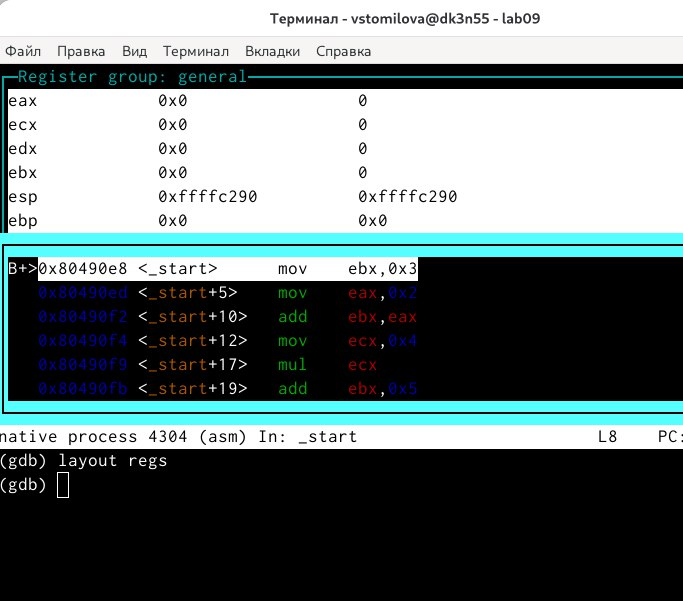 Терминал - vstomilova@dk3n55 - lab09
Файл Правка Вид Терминал Вкладки Справка
Register group: general
eax 0x0 0
ecx 0x0 0
edx 0x0 0
ebx 0x0 0
esp 0xffffc290 0xffffc290
ebp 0x0 0x0
B+>0x80490e8 <_start> mov ebx,0x3
0x80490ed <_start+5> mov eax,0x2
0x80490f2 <_start+10> add ebx,eax
0x80490f4 <_start+12> mov ecx,0x4
0x80490f9 <_start+17> mul ecx
0x80490fb <_start+19> add ebx,0x5
native process 4304 (asm) In: _start L8 PC:
(gdb) layout regs
(gdb)